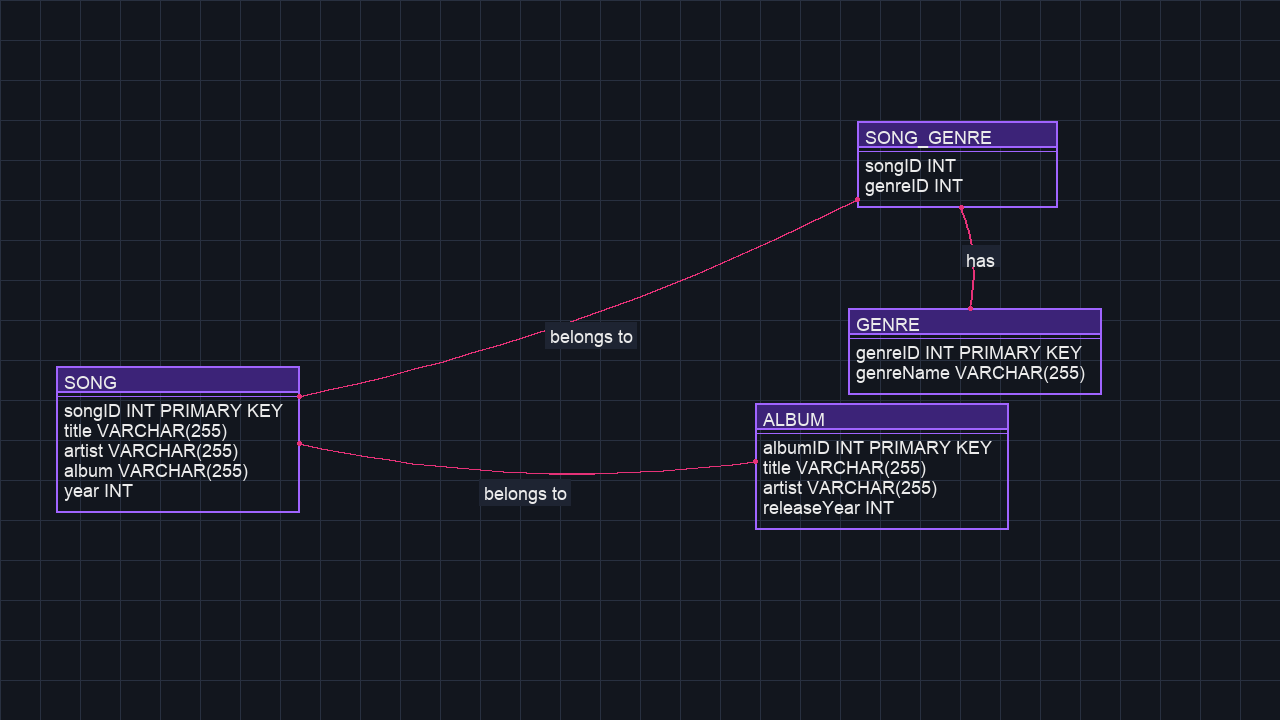 SONG_GENRE
songID INT
genreID INT
has
GENRE
genreID INT PRIMARY KEY
genreName VARCHAR(255)
belongs to
SONG
songID INT PRIMARY KEY
title VARCHAR(255)
artist VARCHAR(255)
album VARCHAR(255)
year INT
belongs to
ALBUM
albumID INT PRIMARY KEY
title VARCHAR(255)
artist VARCHAR(255)
releaseYear INT